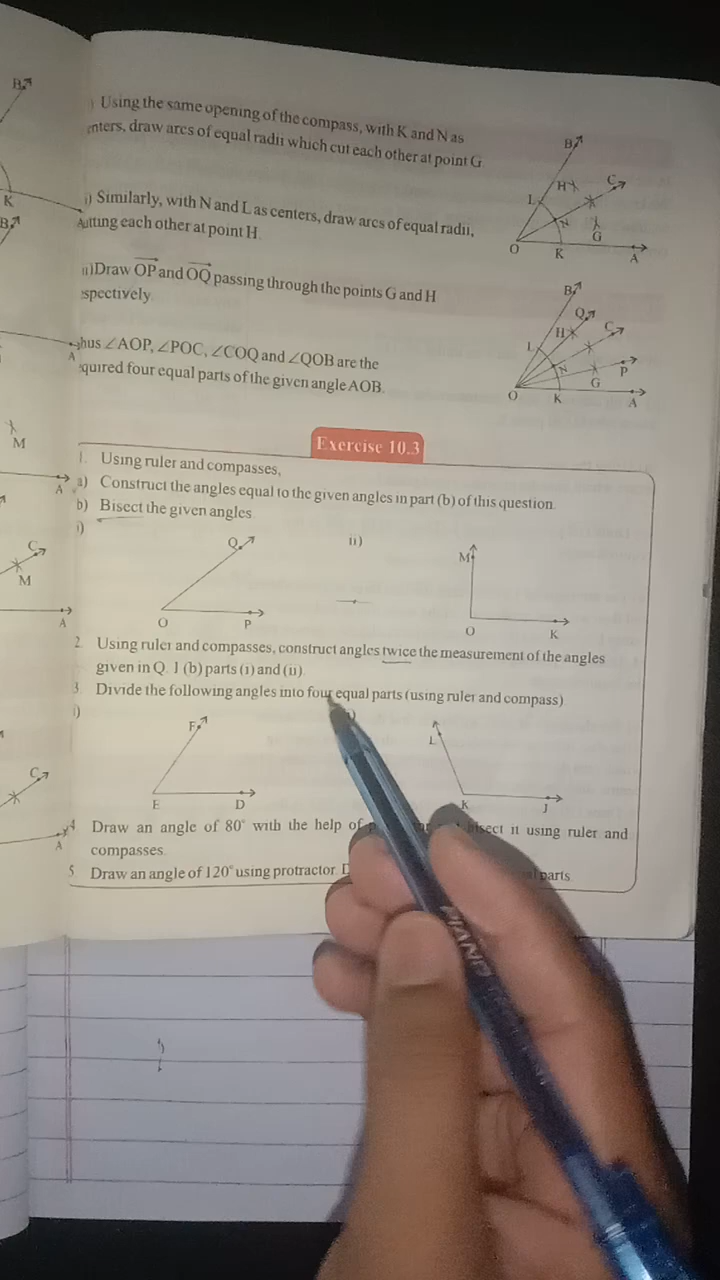 Using the same opening of the compass, with K and N as
enters, draw arcs of equal radii which cut each other at point G.
i) Similarly, with N and L as centers, draw arcs of equal radii,
cutting each other at point H.
ii) Draw OP and OQ passing through the points G and H
spectively.
hus ∠AOP, ∠POC, ∠COQ and ∠QOB are the
quired four equal parts of the given angle AOB.
B
C
H
L
N
G
O
K
A
B
Q
C
H
L
N
P
G
O
K
A
B
K
B
A
M
A
C
M
A
C
A
Exercise 10.3
1. Using ruler and compasses,
a) Construct the angles equal to the given angles in part (b) of this question.
b) Bisect the given angles
i)
ii)
Q
O
P
M
O
K
2. Using ruler and compasses, construct angles twice the measurement of the angles
given in Q. 1 (b) parts (i) and (ii).
3. Divide the following angles into four equal parts (using ruler and compass)
i)
F
E
D
L
K
J
4 Draw an angle of 80° with the help of bisect it using ruler and
compasses.
5. Draw an angle of 120° using protractor. parts
PIANO